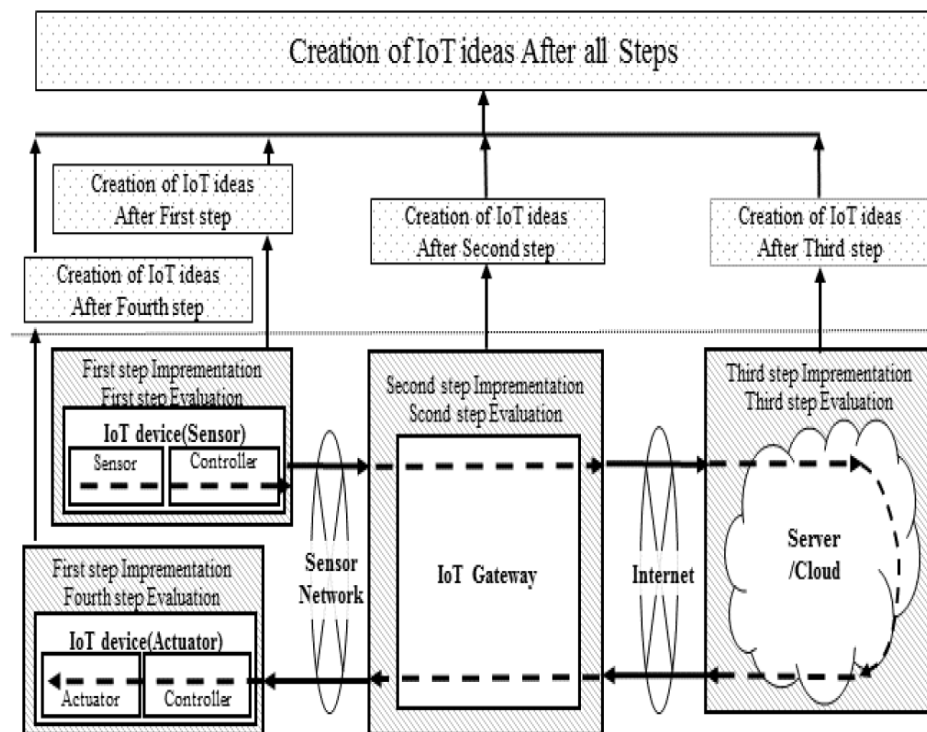 Creation of IoT ideas After all Steps
Creation of IoT ideas
After First step
Creation of IoT ideas
After Second step
Creation of IoT ideas
After Third step
Creation of IoT ideas
After Fourth step
First step Imprementation
First step Evaluation
IoT device(Sensor)
Sensor
Controller
Second step Imprementation
Scond step Evaluation
Third step Imprementation
Third step Evaluation
Sensor
Network
IoT Gateway
Internet
Server
/Cloud
First step Imprementation
Fourth step Evaluation
IoT device(Actuator)
Actuator
Controller